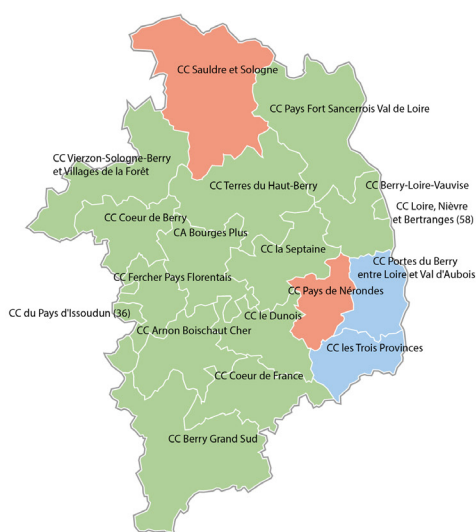 CC Sauldre et Sologne
CC Pays Fort Sancerrois Val de Loire
CC Vierzon-Sologne-Berry
et Villages de la Forêt
CC Terres du Haut-Berry
CC Berry-Loire-Vauvise
CC Loire, Nièvre
et Bertranges (58)
CC Coeur de Berry
CA Bourges Plus
CC la Septaine
CC Portes du Berry
entre Loire et Val d'Aubois
CC Fercher Pays Florentais
CC Pays de Nérondes
CC du Pays d'Issoudun (36)
CC le Dunois
CC Arnon Boischaut Cher
CC les Trois Provinces
CC Coeur de France
CC Berry Grand Sud